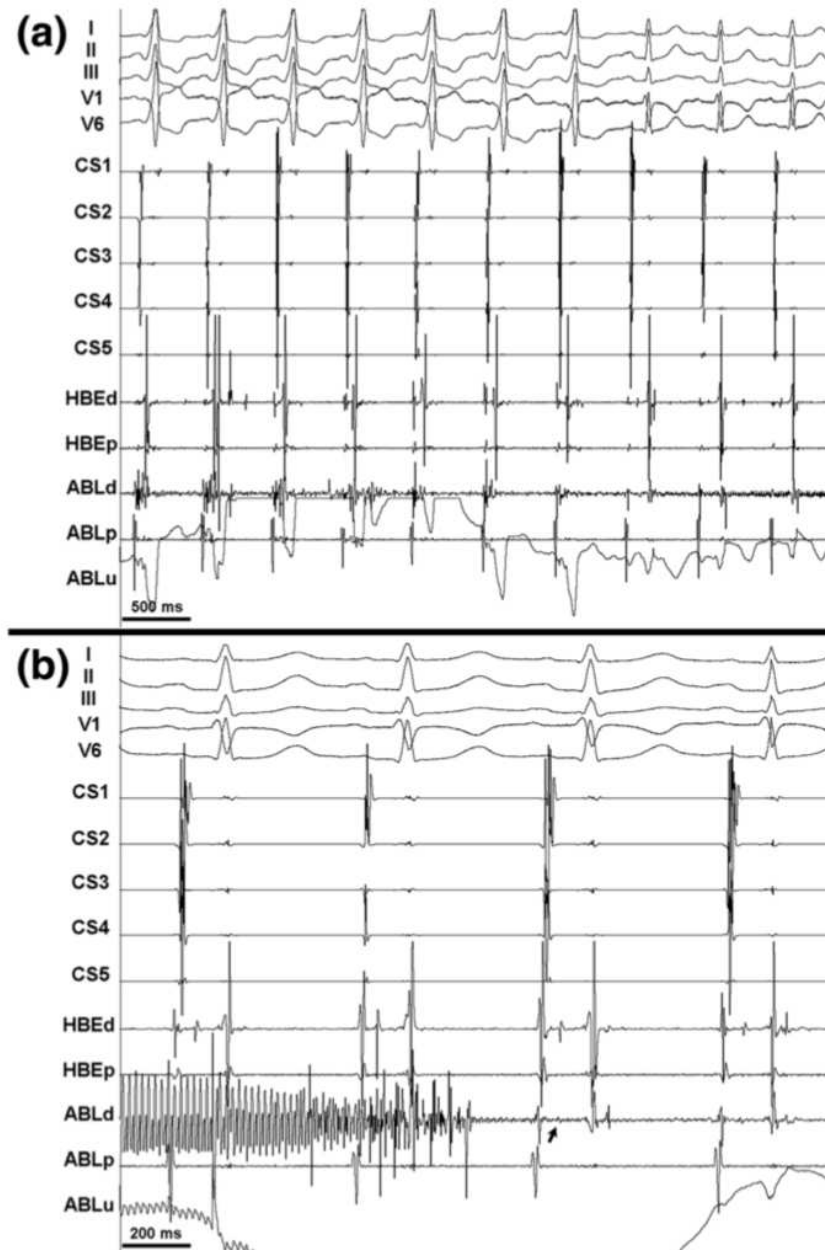 (a)
I
II
III
V1
V6
CS1
CS2
CS3
CS4
CS5
HBEd
HBEp
ABLd
ABLp
ABLu
500 ms
(b)
I
II
III
V1
V6
CS1
CS2
CS3
CS4
CS5
HBEd
HBEp
ABLd
ABLp
ABLu
200 ms